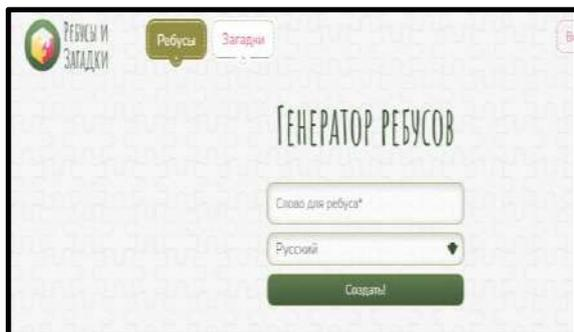 Ребусы и
Загадки
Ребусы
Загадки
Генератор ребусов
Слово для ребуса*
Русский
Создать!